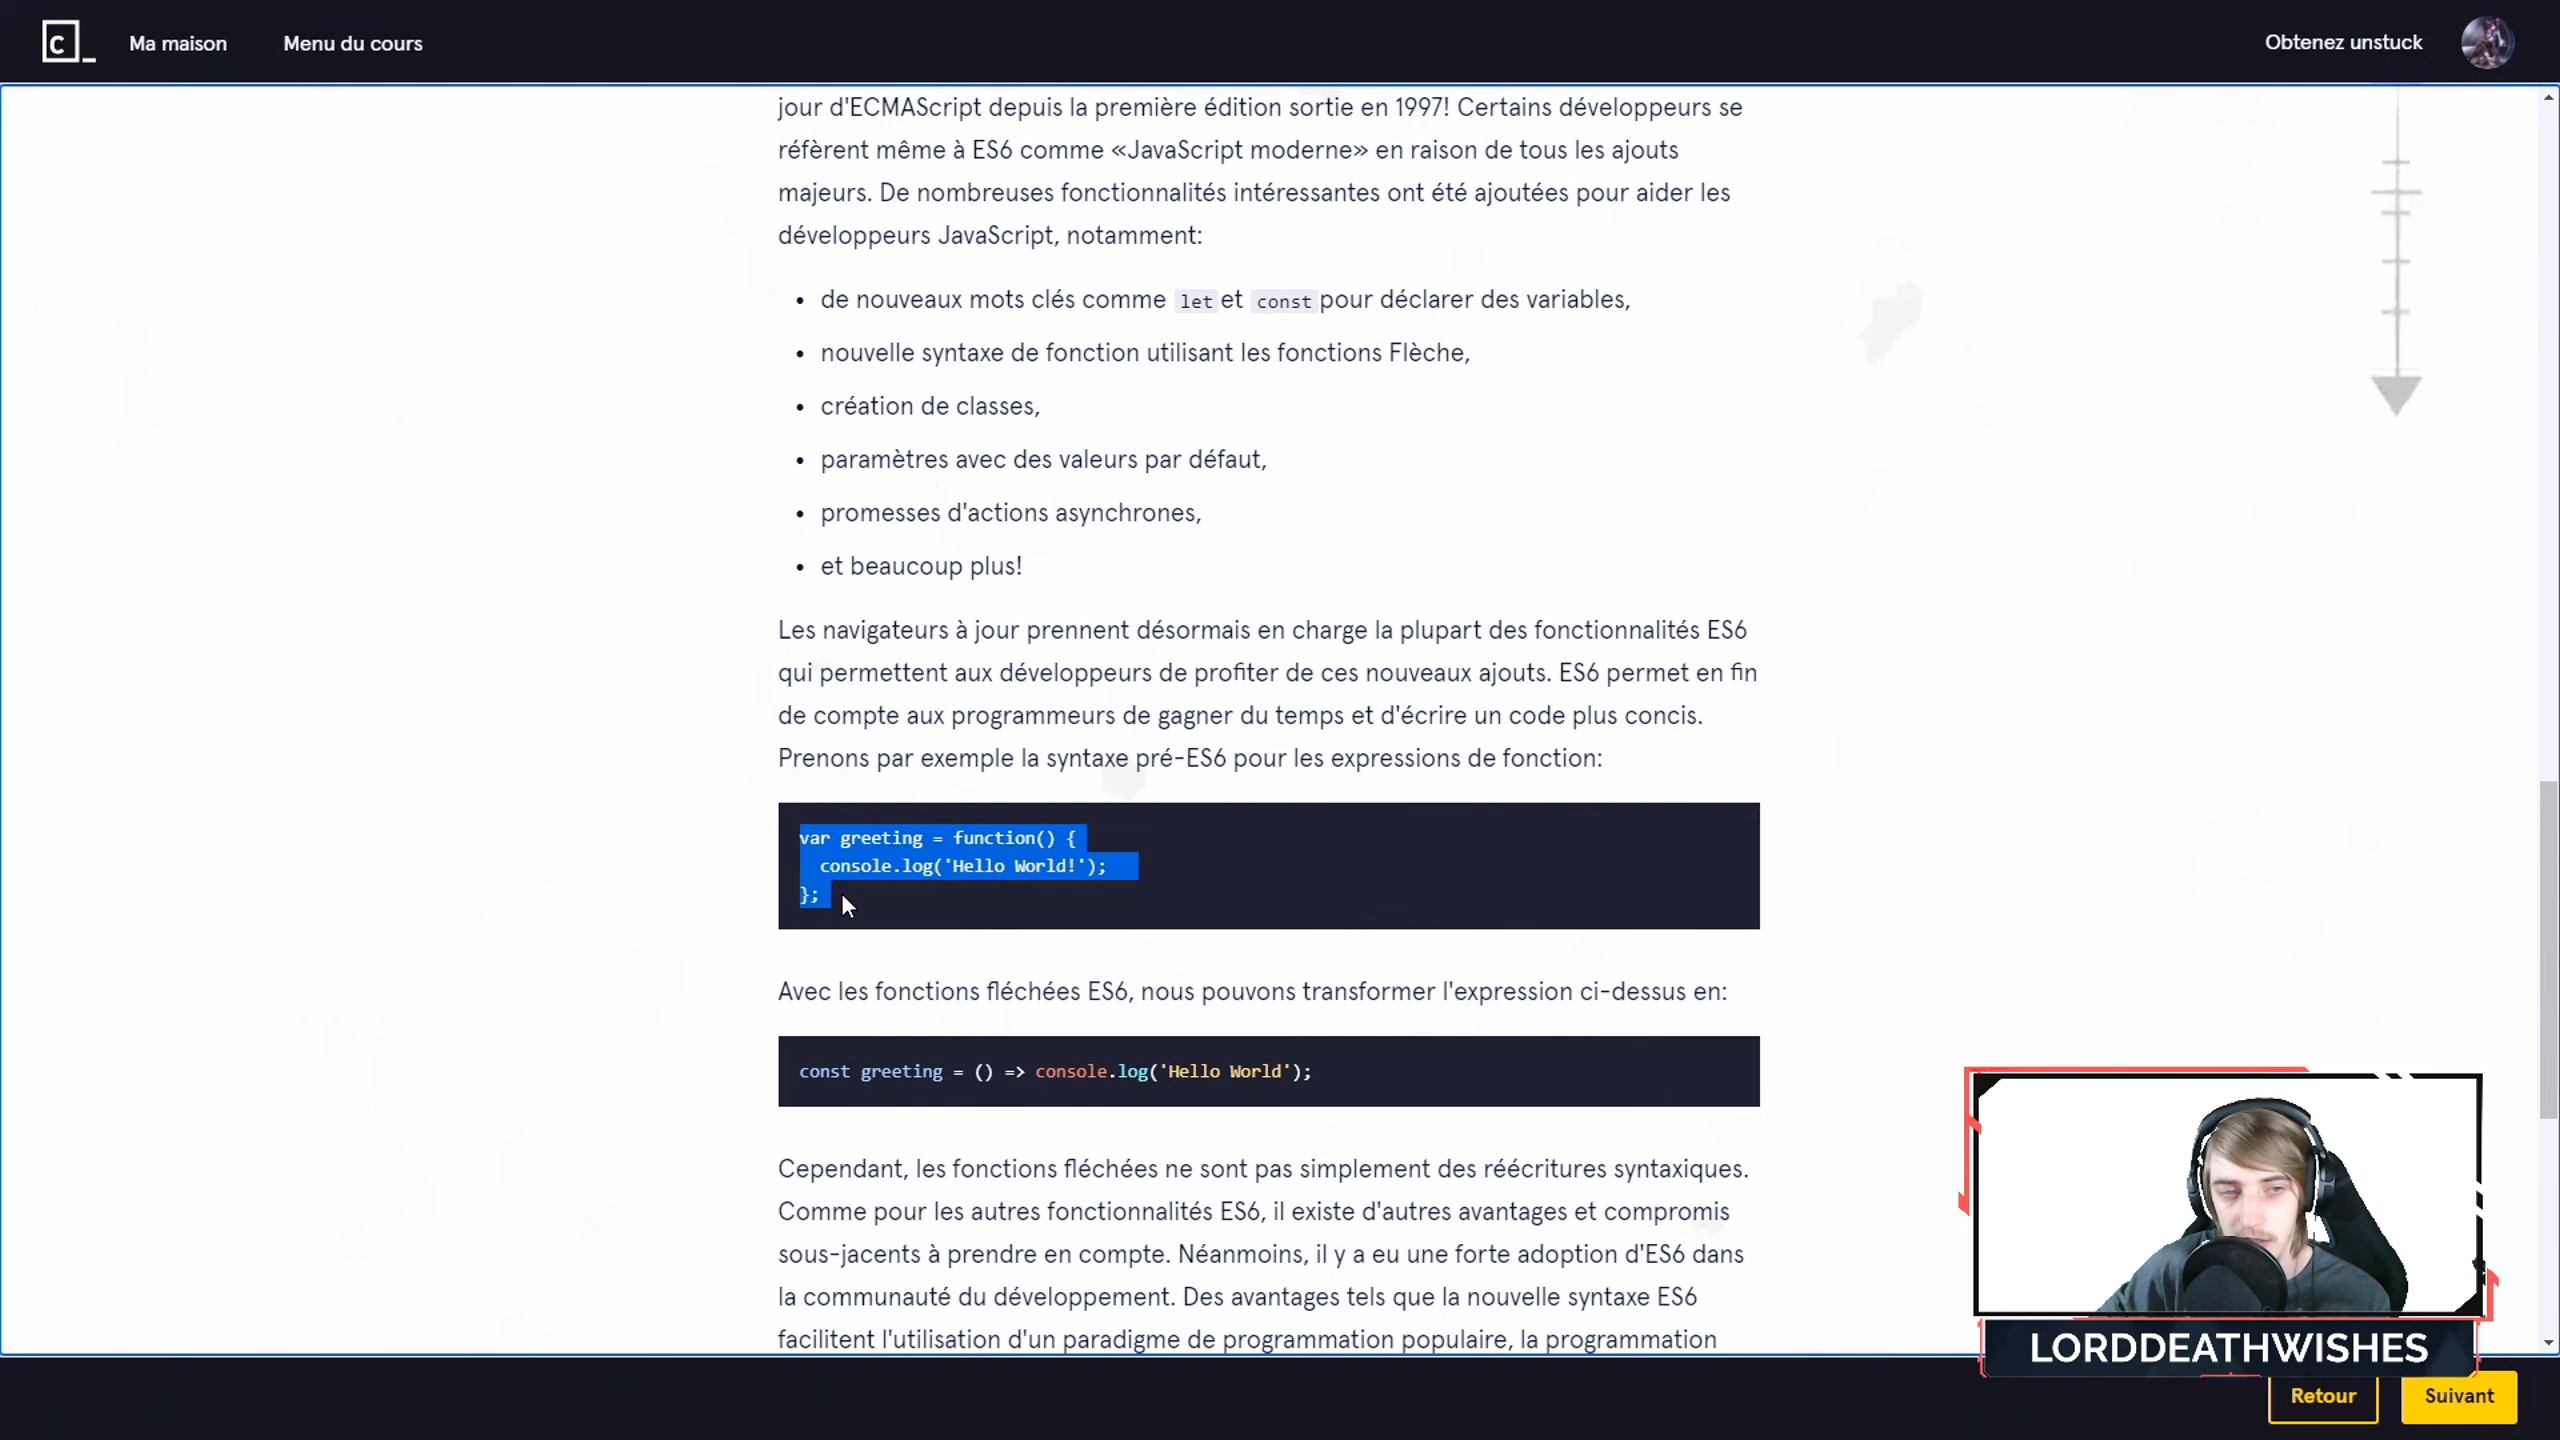 c_
Ma maison
Menu du cours
Obtenez unstuck
jour d'ECMAScript depuis la première édition sortie en 1997! Certains développeurs se
réfèrent même à ES6 comme «JavaScript moderne» en raison de tous les ajouts
majeurs. De nombreuses fonctionnalités intéressantes ont été ajoutées pour aider les
développeurs JavaScript, notamment:
• de nouveaux mots clés comme let et const pour déclarer des variables,
• nouvelle syntaxe de fonction utilisant les fonctions Flèche,
• création de classes,
• paramètres avec des valeurs par défaut,
• promesses d'actions asynchrones,
• et beaucoup plus!
Les navigateurs à jour prennent désormais en charge la plupart des fonctionnalités ES6
qui permettent aux développeurs de profiter de ces nouveaux ajouts. ES6 permet en fin
de compte aux programmeurs de gagner du temps et d'écrire un code plus concis.
Prenons par exemple la syntaxe pré-ES6 pour les expressions de fonction:
var greeting = function() {
  console.log('Hello World!');
};
Avec les fonctions fléchées ES6, nous pouvons transformer l'expression ci-dessus en:
const greeting = () => console.log('Hello World');
Cependant, les fonctions fléchées ne sont pas simplement des réécritures syntaxiques.
Comme pour les autres fonctionnalités ES6, il existe d'autres avantages et compromis
sous-jacents à prendre en compte. Néanmoins, il y a eu une forte adoption d'ES6 dans
la communauté du développement. Des avantages tels que la nouvelle syntaxe ES6
facilitent l'utilisation d'un paradigme de programmation populaire, la programmation
LORDDEATHWISHES
Retour
Suivant